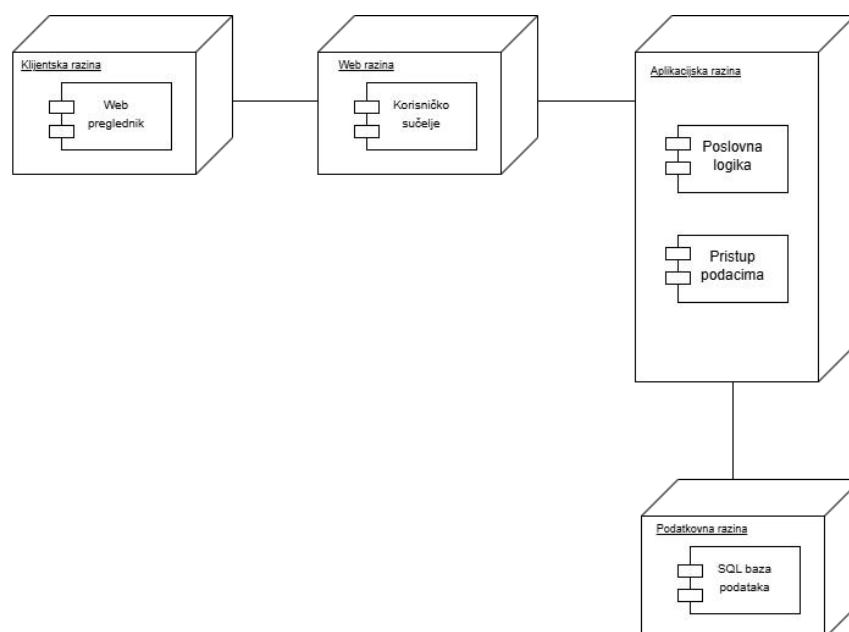 Klijentska razina
Web
preglednik
Web razina
Korisničko
sučelje
Aplikacijska razina
Poslovna
logika
Pristup
podacima
Podatkovna razina
SQL baza
podataka